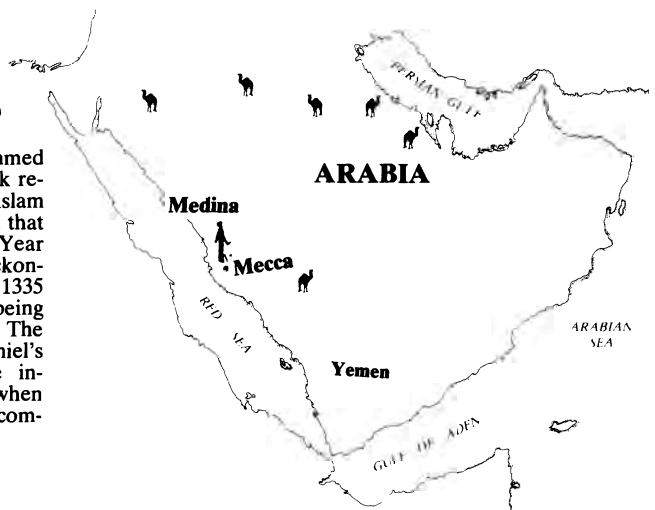 amed
k re-
slam
that
Year
ckon-
1335
being
The
niel's
e in-
when
com-
PERMAN GULF
ARABIA
Medina
Mecca
RED SEA
ARABIAN
SEA
Yemen
GULF OF ADEN